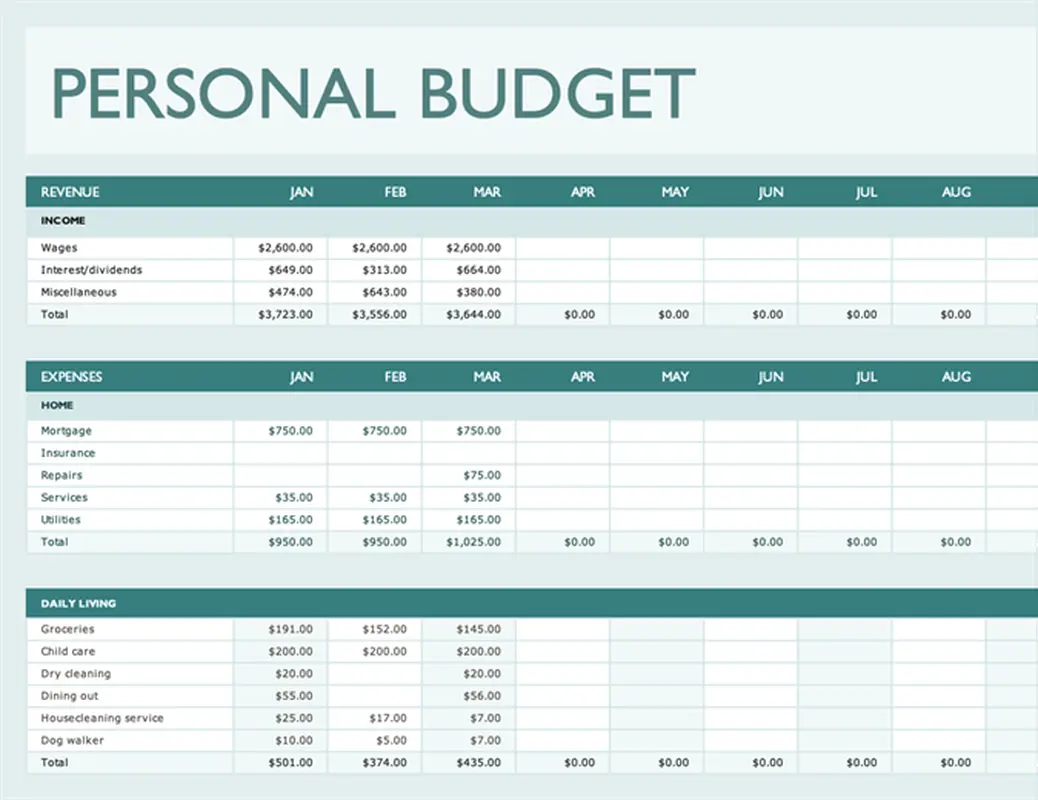 PERSONAL BUDGET
REVENUE JAN FEB MAR APR MAY JUN JUL AUG
INCOME
Wages $2,600.00 $2,600.00 $2,600.00
Interest/dividends $649.00 $313.00 $664.00
Miscellaneous $474.00 $643.00 $380.00
Total $3,723.00 $3,556.00 $3,644.00 $0.00 $0.00 $0.00 $0.00 $0.00
EXPENSES JAN FEB MAR APR MAY JUN JUL AUG
HOME
Mortgage $750.00 $750.00 $750.00
Insurance
Repairs $75.00
Services $35.00 $35.00 $35.00
Utilities $165.00 $165.00 $165.00
Total $950.00 $950.00 $1,025.00 $0.00 $0.00 $0.00 $0.00 $0.00
DAILY LIVING
Groceries $191.00 $152.00 $145.00
Child care $200.00 $200.00 $200.00
Dry cleaning $20.00 $20.00
Dining out $55.00 $56.00
Housecleaning service $25.00 $17.00 $7.00
Dog walker $10.00 $5.00 $7.00
Total $501.00 $374.00 $435.00 $0.00 $0.00 $0.00 $0.00 $0.00